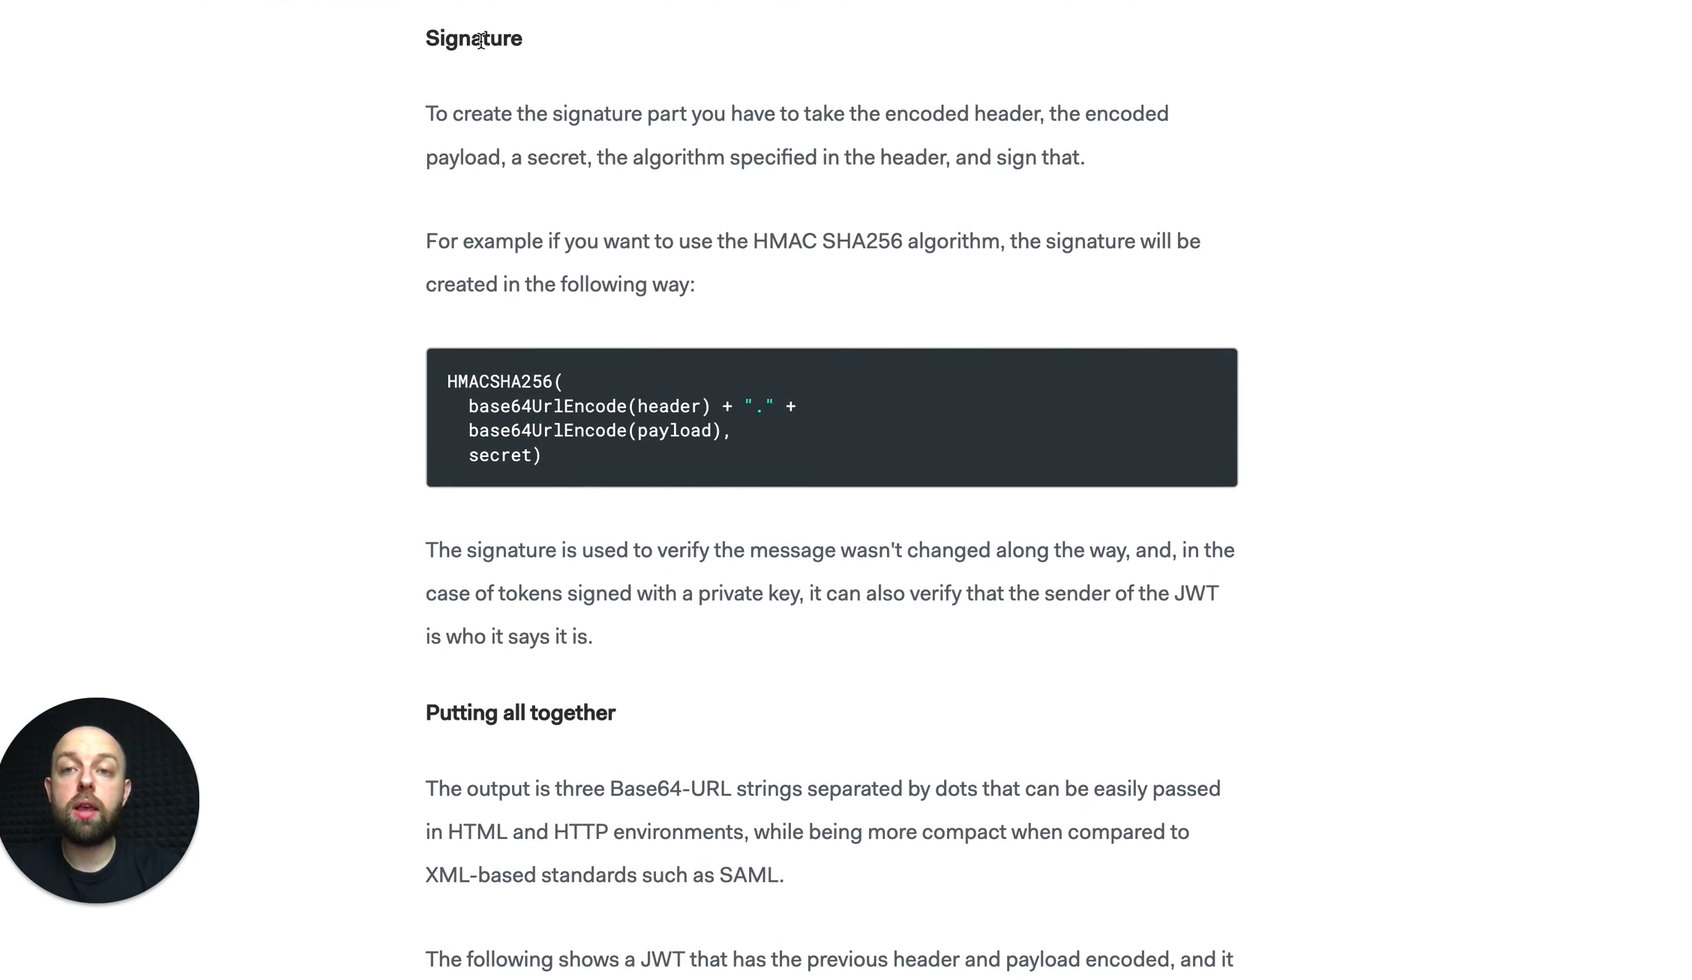 Signature
To create the signature part you have to take the encoded header, the encoded
payload, a secret, the algorithm specified in the header, and sign that.
For example if you want to use the HMAC SHA256 algorithm, the signature will be
created in the following way:
HMACSHA256(
  base64UrlEncode(header) + "." +
  base64UrlEncode(payload),
  secret)
The signature is used to verify the message wasn't changed along the way, and, in the
case of tokens signed with a private key, it can also verify that the sender of the JWT
is who it says it is.
Putting all together
The output is three Base64-URL strings separated by dots that can be easily passed
in HTML and HTTP environments, while being more compact when compared to
XML-based standards such as SAML.
The following shows a JWT that has the previous header and payload encoded, and it